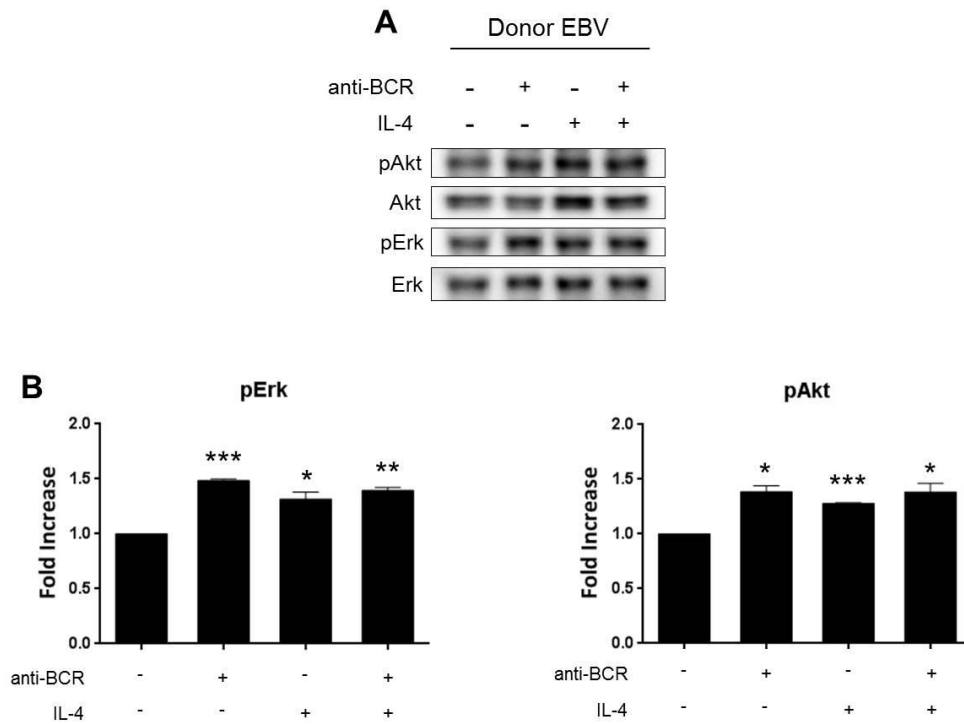 A
Donor EBV
anti-BCR - + - +
IL-4 - - + +
pAkt
Akt
pErk
Erk
B
pErk
Fold Increase
2.0
1.5
1.0
0.5
0.0
***
*
**
anti-BCR - + - +
IL-4 - - + +
pAkt
Fold Increase
2.0
1.5
1.0
0.5
0.0
*
***
*
anti-BCR - + - +
IL-4 - - + +